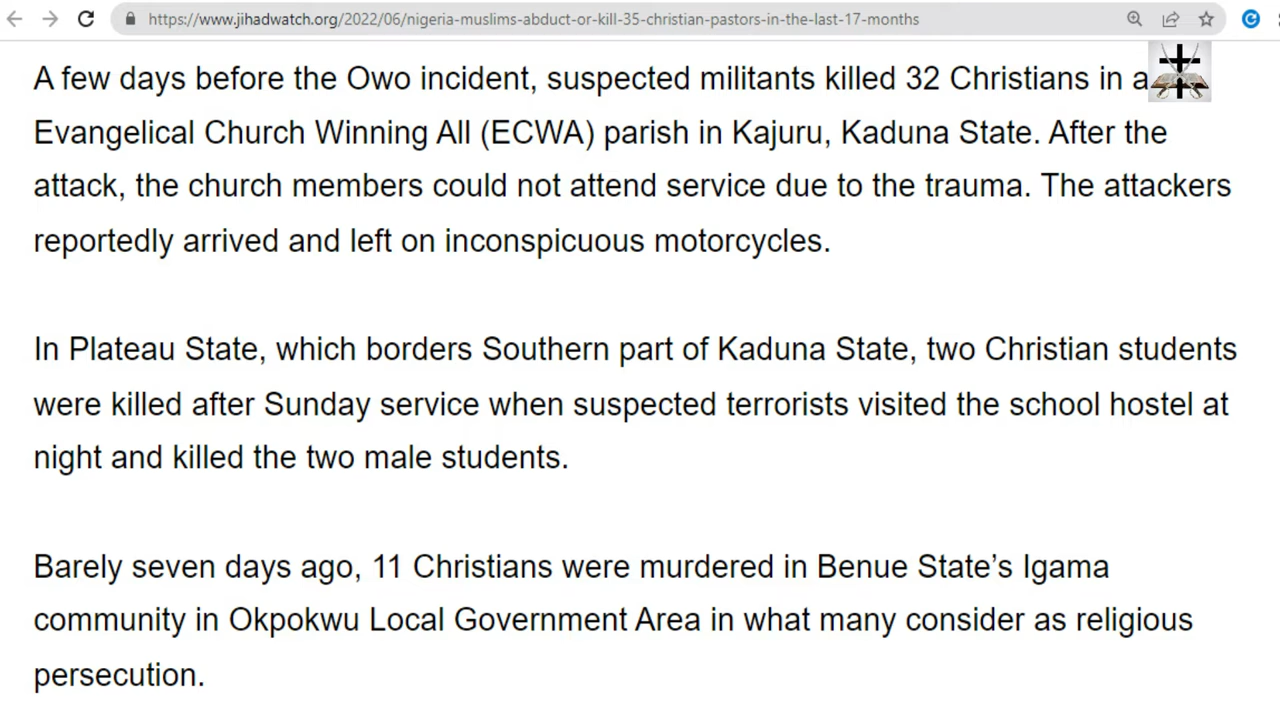 https://www.jihadwatch.org/2022/06/nigeria-muslims-abduct-or-kill-35-christian-pastors-in-the-last-17-months
A few days before the Owo incident, suspected militants killed 32 Christians in a
Evangelical Church Winning All (ECWA) parish in Kajuru, Kaduna State. After the
attack, the church members could not attend service due to the trauma. The attackers
reportedly arrived and left on inconspicuous motorcycles.
In Plateau State, which borders Southern part of Kaduna State, two Christian students
were killed after Sunday service when suspected terrorists visited the school hostel at
night and killed the two male students.
Barely seven days ago, 11 Christians were murdered in Benue State’s Igama
community in Okpokwu Local Government Area in what many consider as religious
persecution.